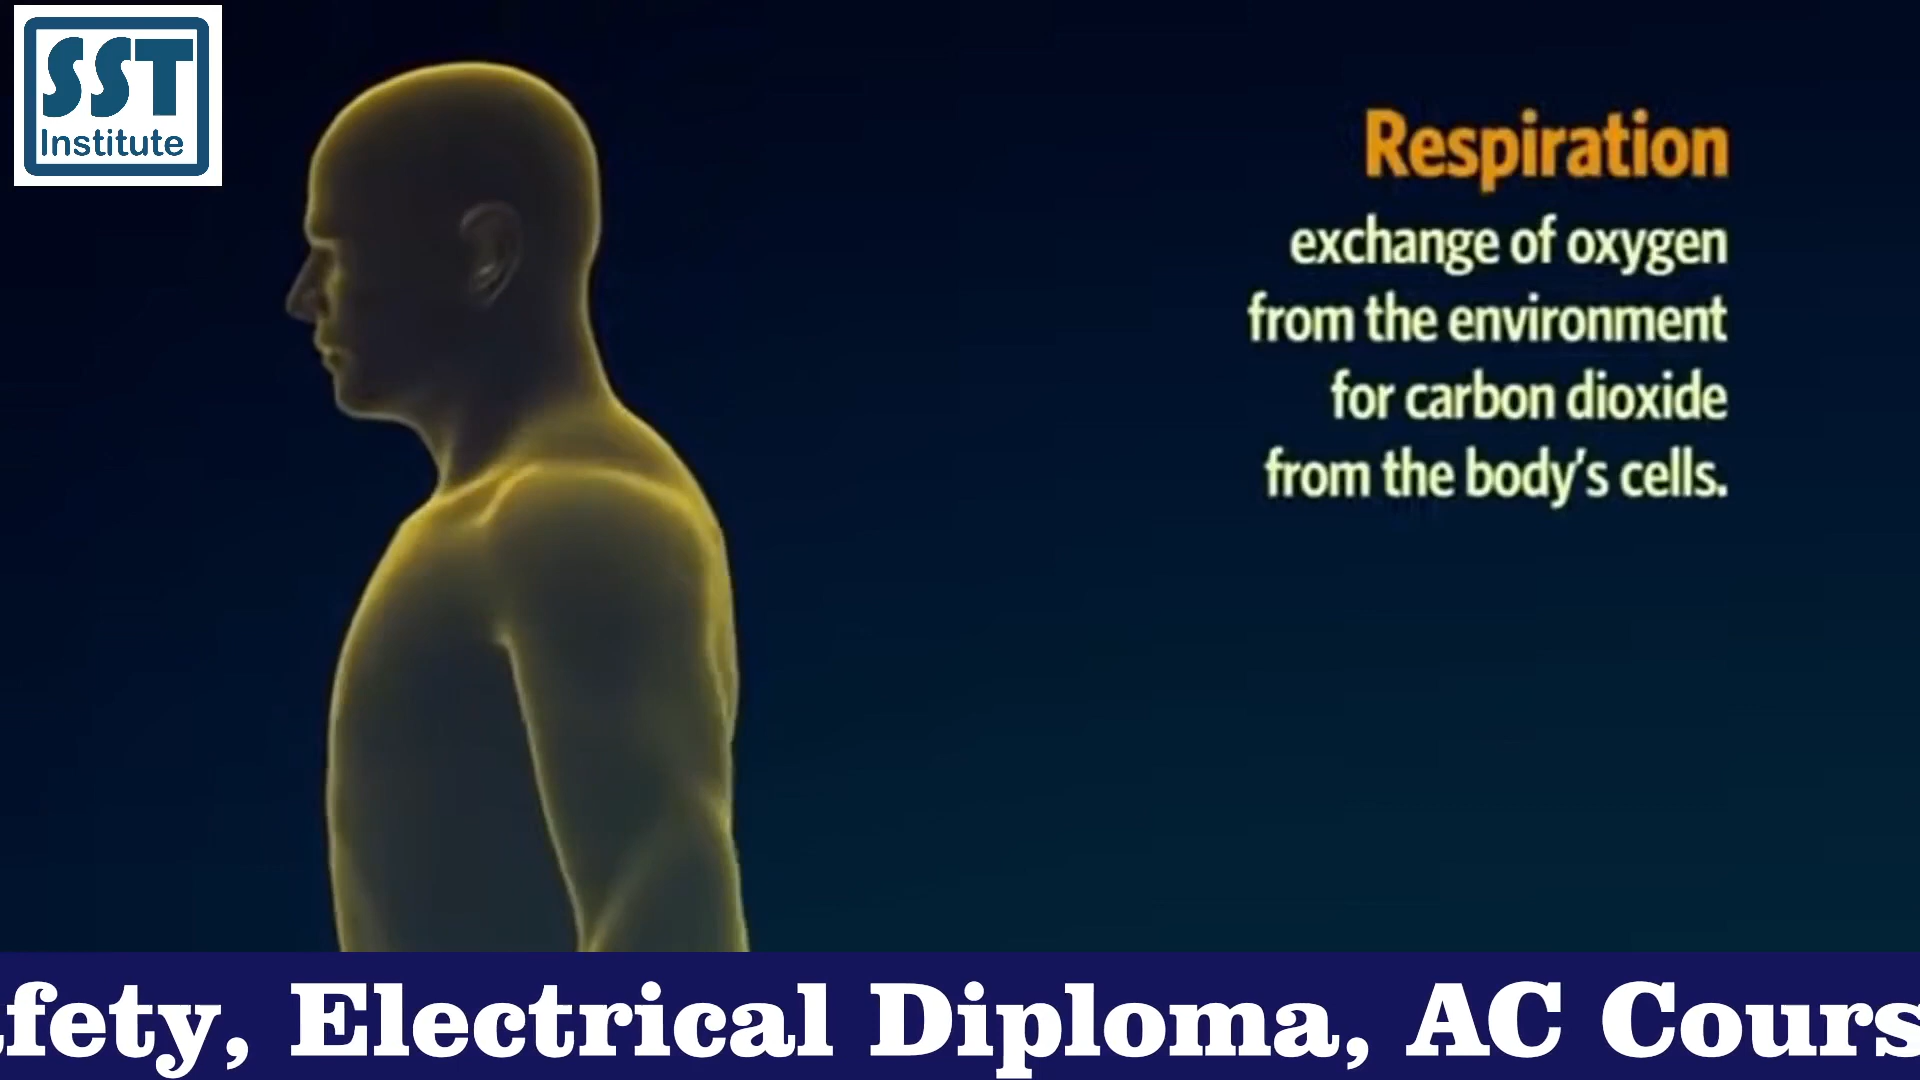 SST
Institute
Respiration
exchange of oxygen
from the environment
for carbon dioxide
from the body's cells.
fety, Electrical Diploma, AC Cours